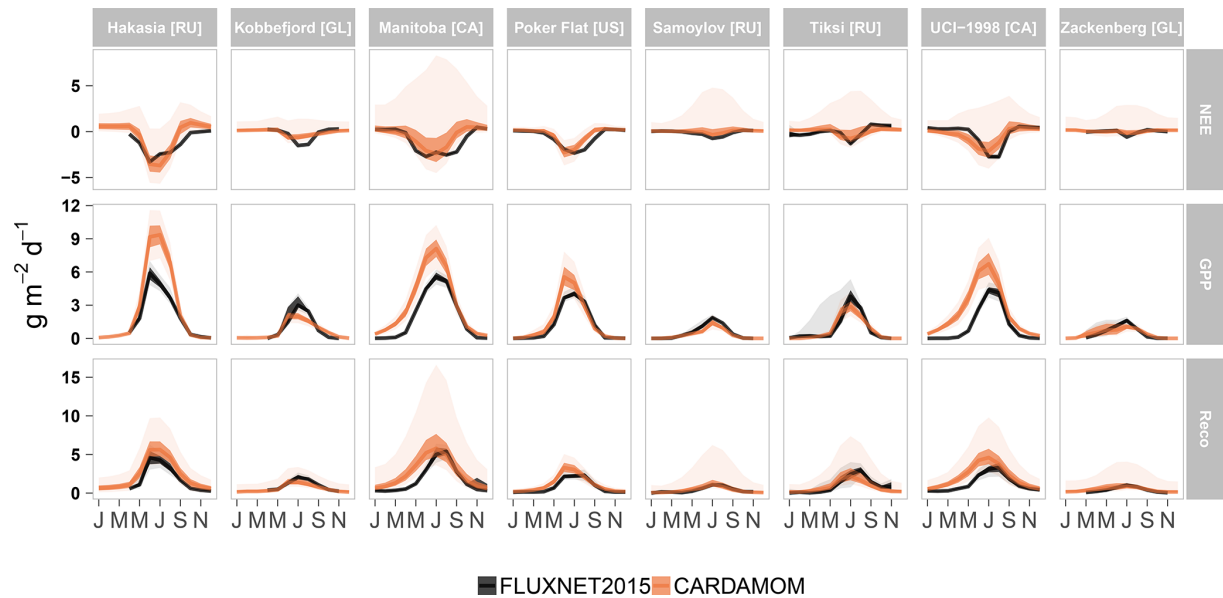 Hakasia [RU] Kobbefjord [GL] Manitoba [CA] Poker Flat [US] Samoylov [RU] Tiksi [RU] UCI−1998 [CA] Zackenberg [GL]
5
0
−5
NEE
12
9
6
3
0
GPP
15
10
5
0
Reco
g m⁻² d⁻¹
J M M J S N J M M J S N J M M J S N J M M J S N J M M J S N J M M J S N J M M J S N J M M J S N
FLUXNET2015 CARDAMOM